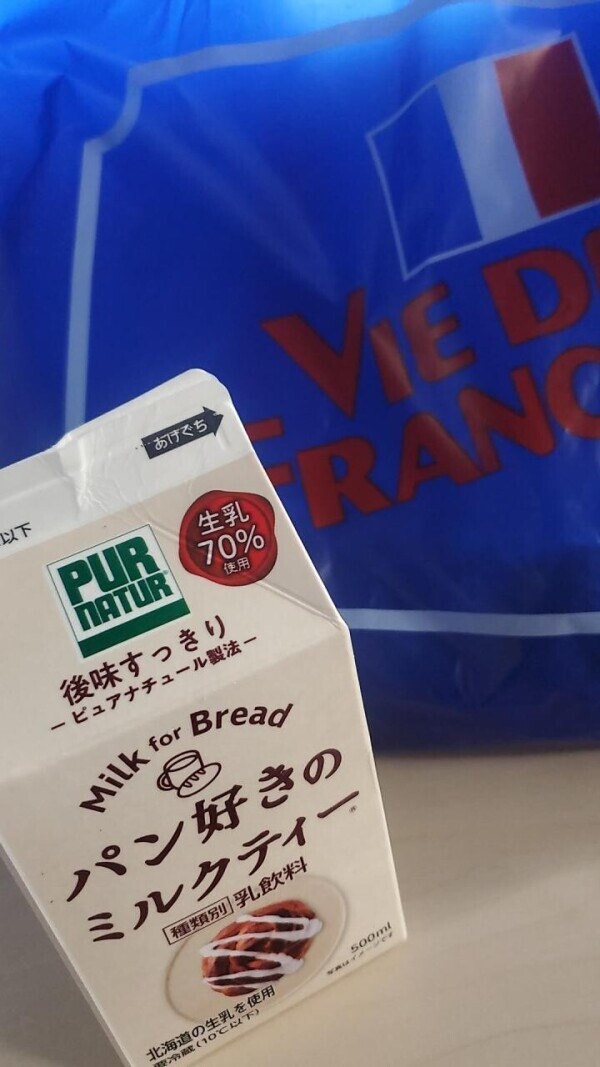 VIE DE
FRANC
あけぐち
以下
生乳
70%
使用
PUR
NATUR
後味すっきり
ーピュアナチュール製法ー
Milk for Bread
パン好きの
ミルクティー
種類別 乳飲料
500ml
北海道の生乳を使用
要冷蔵(10℃以下)